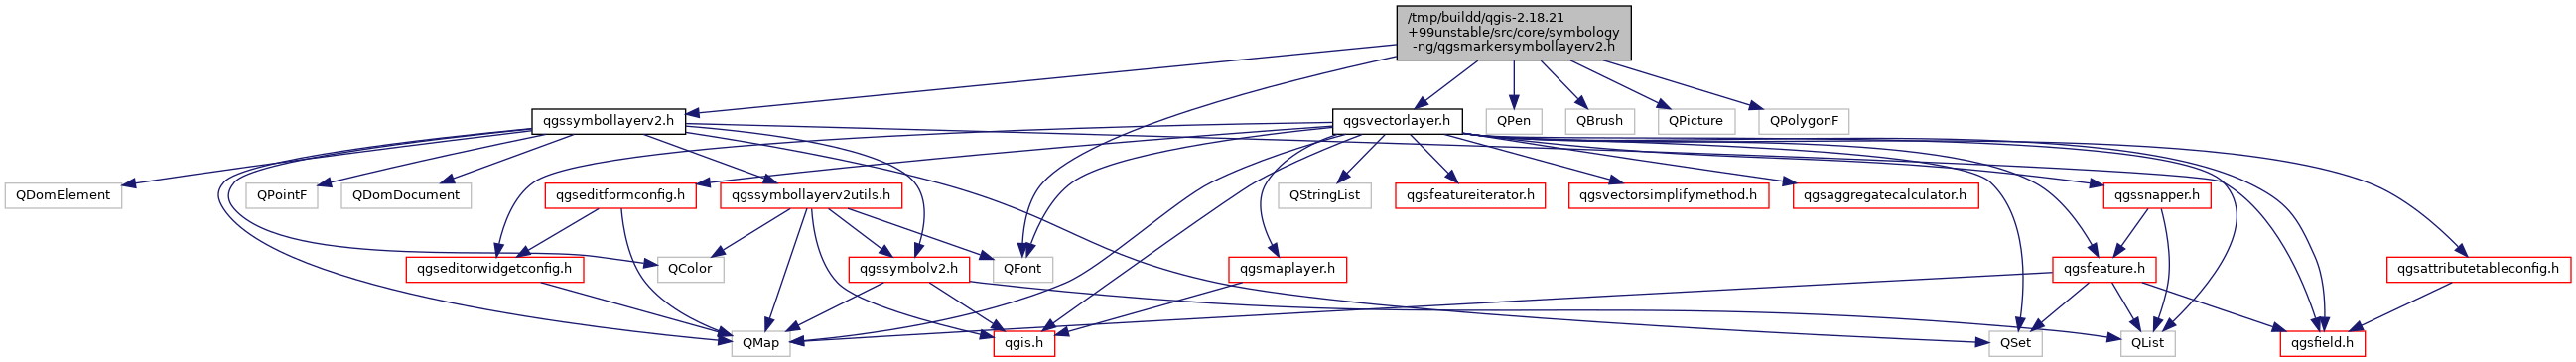 /tmp/buildd/qgis-2.18.21
+99unstable/src/core/symbology
-ng/qgsmarkersymbollayerv2.h
qgssymbollayerv2.h
qgsvectorlayer.h
QPen
QBrush
QPicture
QPolygonF
QDomElement
QPointF
QDomDocument
qgseditformconfig.h
qgssymbollayerv2utils.h
QStringList
qgsfeatureiterator.h
qgsvectorsimplifymethod.h
qgsaggregatecalculator.h
qgssnapper.h
qgseditorwidgetconfig.h
QColor
qgssymbolv2.h
QFont
qgsmaplayer.h
qgsfeature.h
qgsattributetableconfig.h
QMap
qgis.h
QSet
QList
qgsfield.h